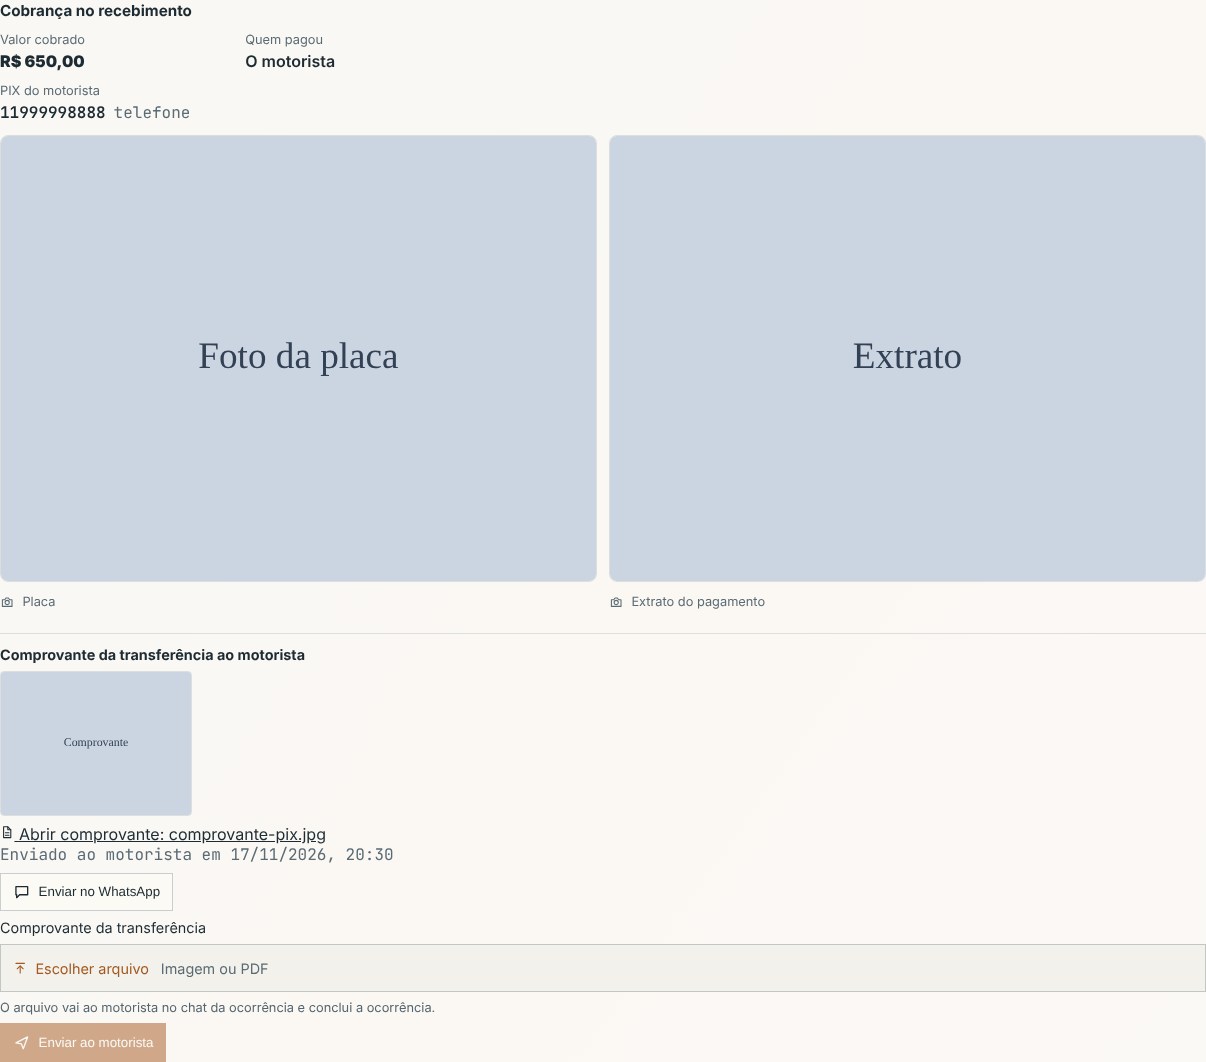 Cobrança no recebimento
Valor cobrado
R$ 650,00
Quem pagou
O motorista
PIX do motorista
11999998888 telefone
Foto da placa
Extrato
Placa
Extrato do pagamento
Comprovante da transferência ao motorista
Comprovante
Abrir comprovante: comprovante-pix.jpg
Enviado ao motorista em 17/11/2026, 20:30
Enviar no WhatsApp
Comprovante da transferência
Escolher arquivo Imagem ou PDF
O arquivo vai ao motorista no chat da ocorrência e conclui a ocorrência.
Enviar ao motorista